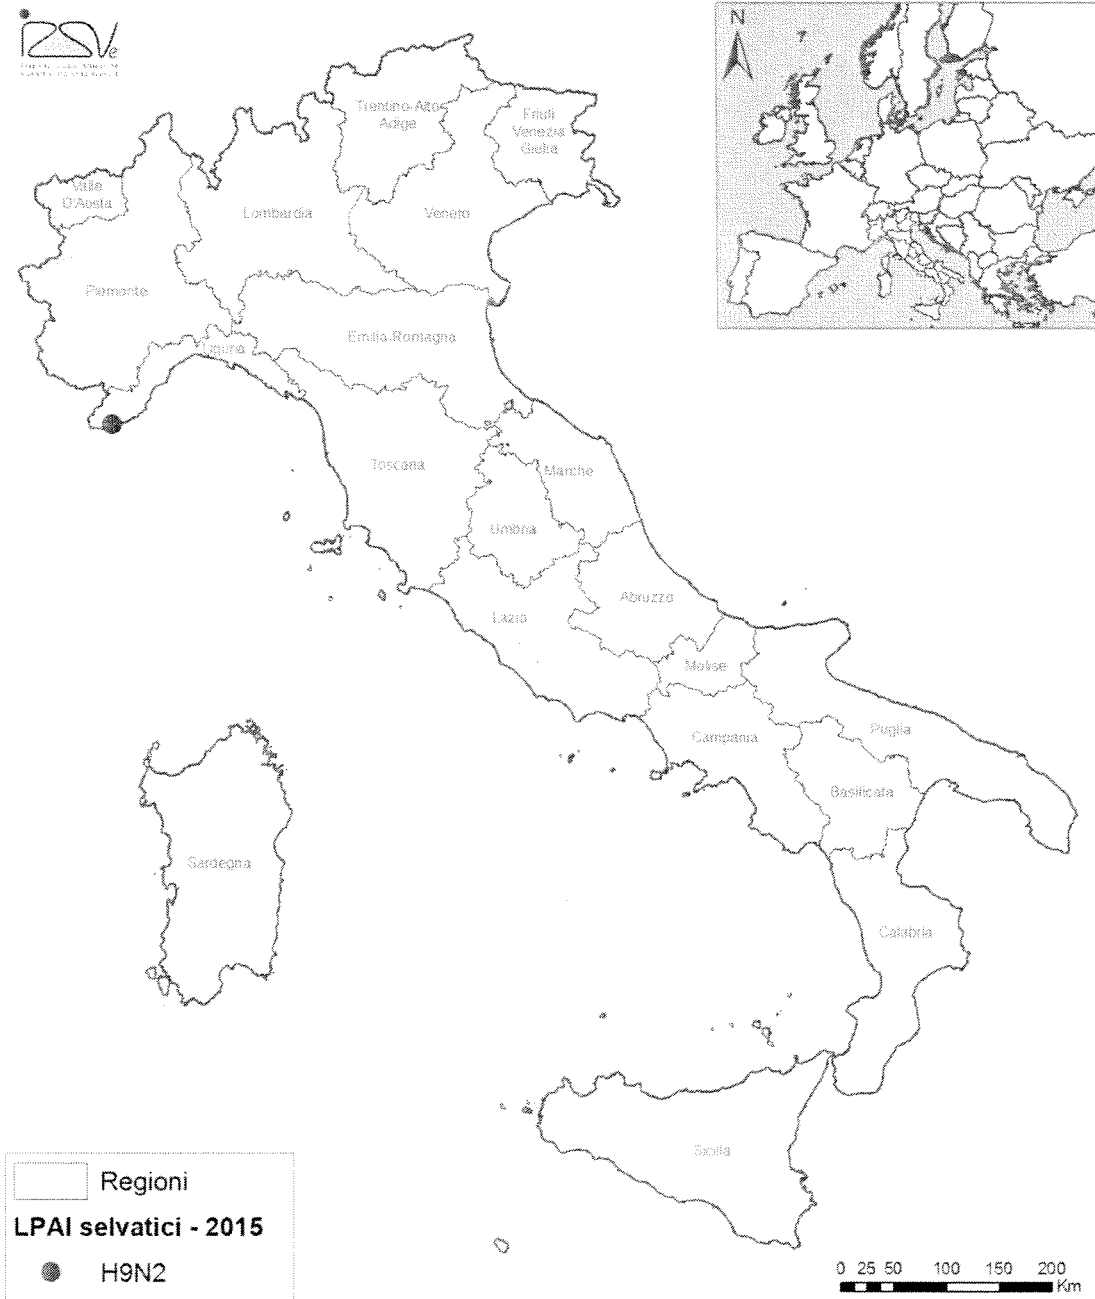 IZSVe
N
Trentino-Alto
Adige
Friuli
Venezia
Giulia
Valle
D'Aosta
Lombardia
Veneto
Piemonte
Emilia-Romagna
Liguria
Toscana
Marche
Umbria
Abruzzo
Lazio
Molise
Campania
Puglia
Basilicata
Sardegna
Calabria
Sicilia
Regioni
LPAI selvatici - 2015
H9N2
0 25 50 100 150 200
Km